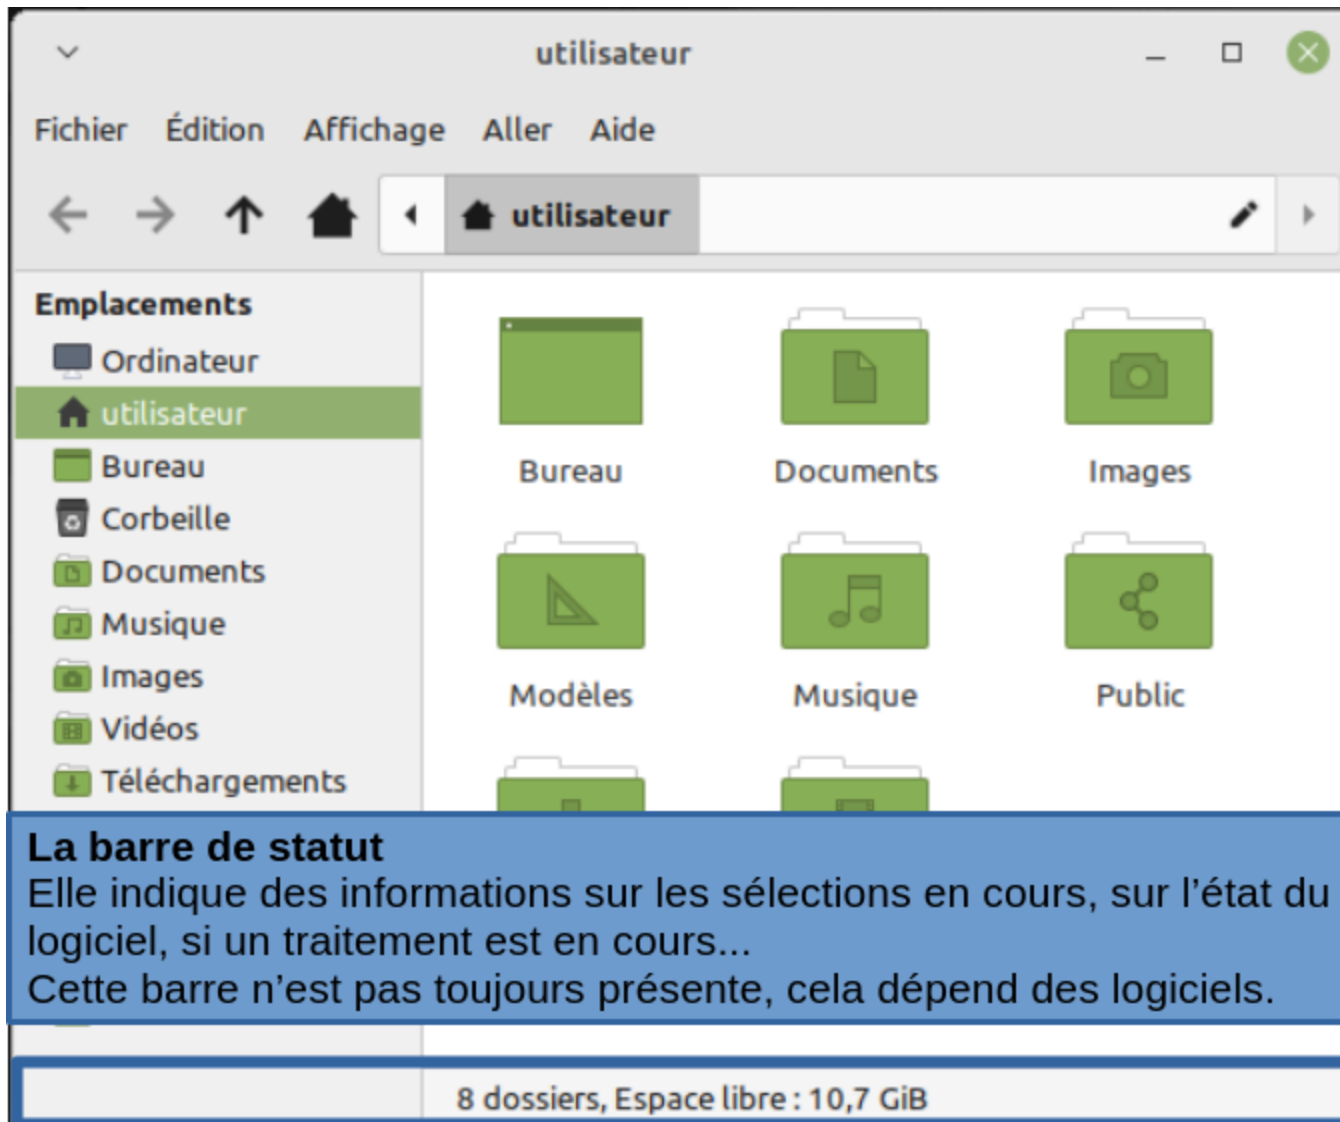 utilisateur
Fichier Édition Affichage Aller Aide
utilisateur
Emplacements
Ordinateur
utilisateur
Bureau
Corbeille
Documents
Musique
Images
Vidéos
Téléchargements
Bureau Documents Images
Modèles Musique Public
La barre de statut
Elle indique des informations sur les sélections en cours, sur l’état du
logiciel, si un traitement est en cours...
Cette barre n’est pas toujours présente, cela dépend des logiciels.
8 dossiers, Espace libre : 10,7 GiB